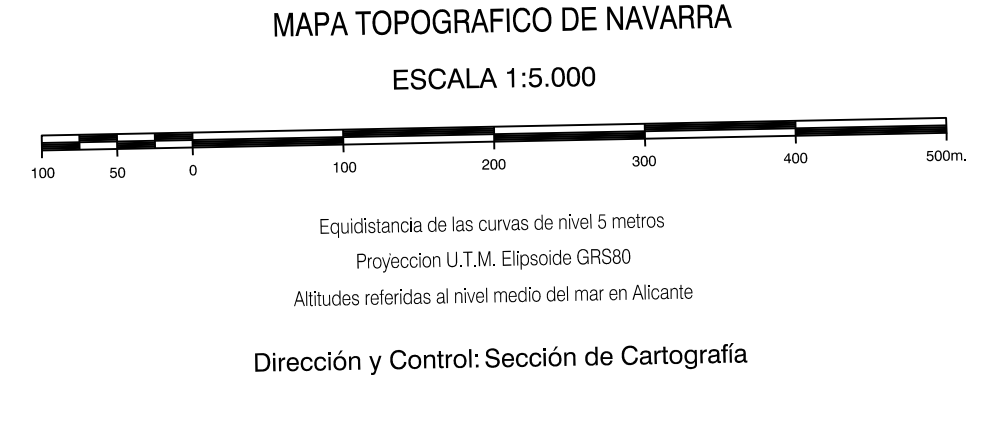 MAPA TOPOGRAFICO DE NAVARRA
ESCALA 1:5.000
100 50 0 100 200 300 400 500m.
Equidistancia de las curvas de nivel 5 metros
Proyeccion U.T.M. Elipsoide GRS80
Altitudes referidas al nivel medio del mar en Alicante
Dirección y Control: Sección de Cartografía